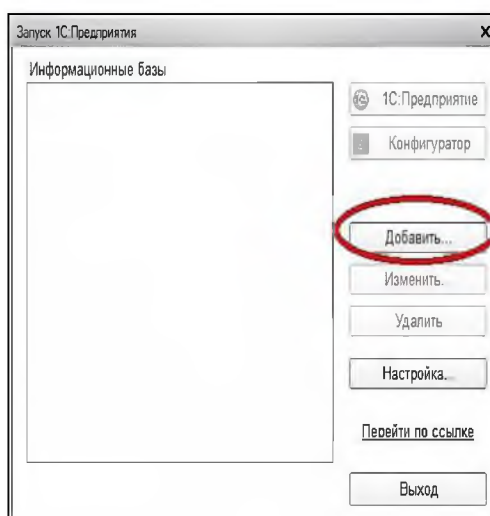 Запуск 1С:Предприятия
X
Информационные базы
1С:Предприятие
Конфигуратор
Добавить...
Изменить.
Удалить
Настройка...
Перейти по ссылке
Выход